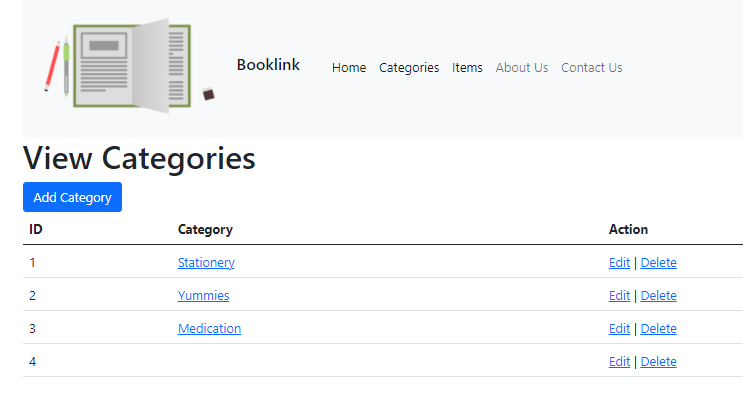 Booklink Home Categories Items About Us Contact Us
View Categories
Add Category
ID Category Action
1 Stationery Edit | Delete
2 Yummies Edit | Delete
3 Medication Edit | Delete
4 Edit | Delete